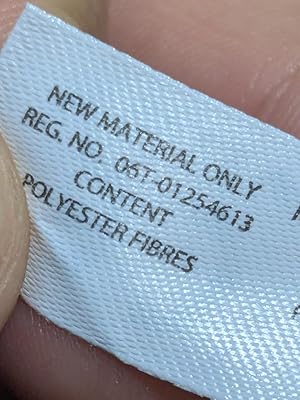 NEW MATERIAL ONLY
REG. NO. 06T-01254613
CONTENT
POLYESTER FIBRES